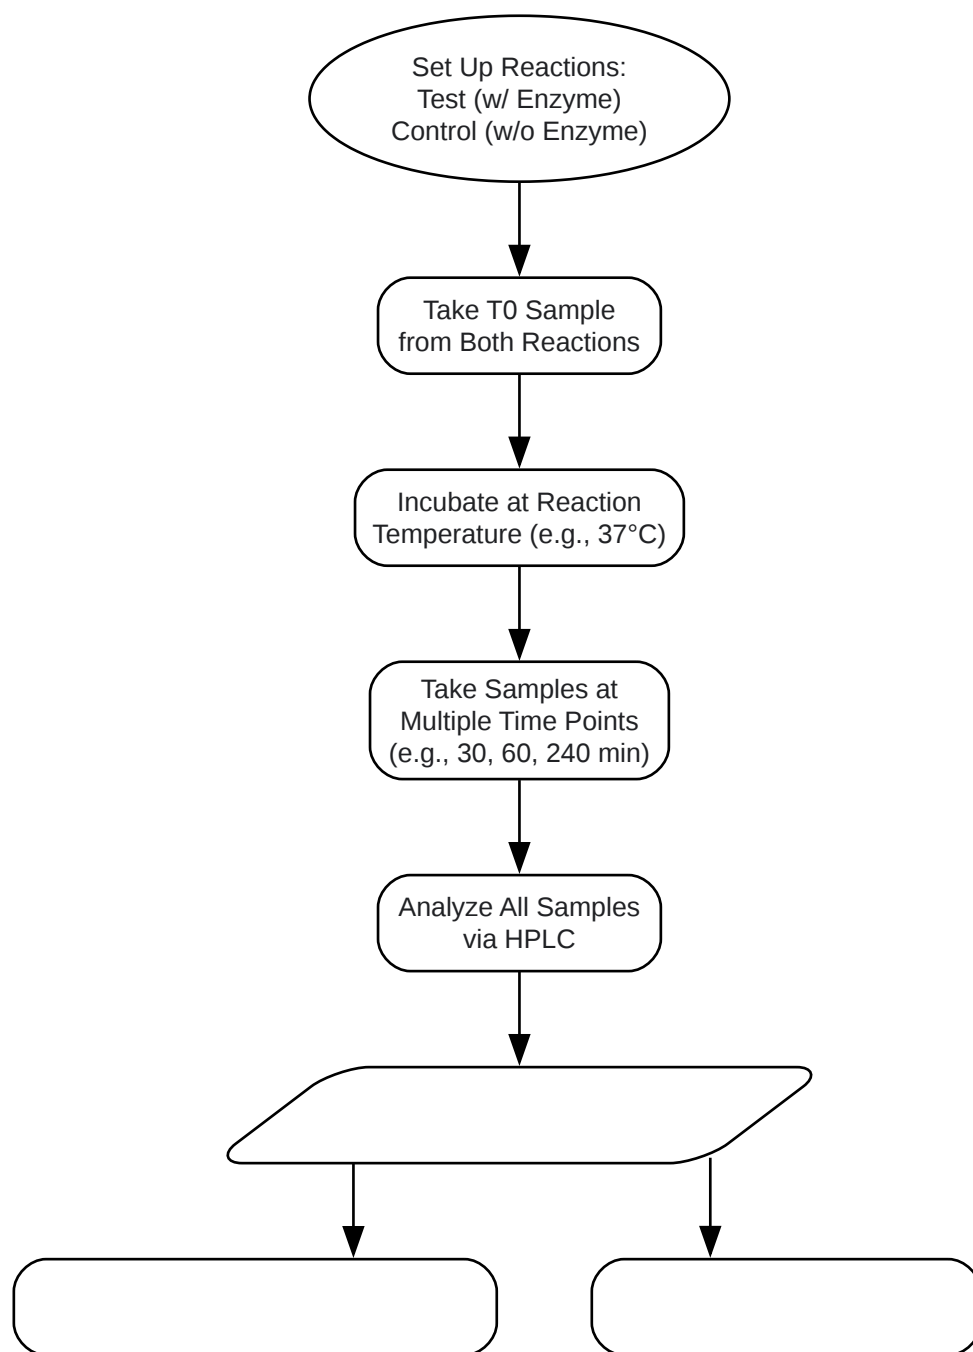 Set Up Reactions:
Test (w/ Enzyme)
Control (w/o Enzyme)
Take T0 Sample
from Both Reactions
Incubate at Reaction
Temperature (e.g., 37°C)
Take Samples at
Multiple Time Points
(e.g., 30, 60, 240 min)
Analyze All Samples
via HPLC